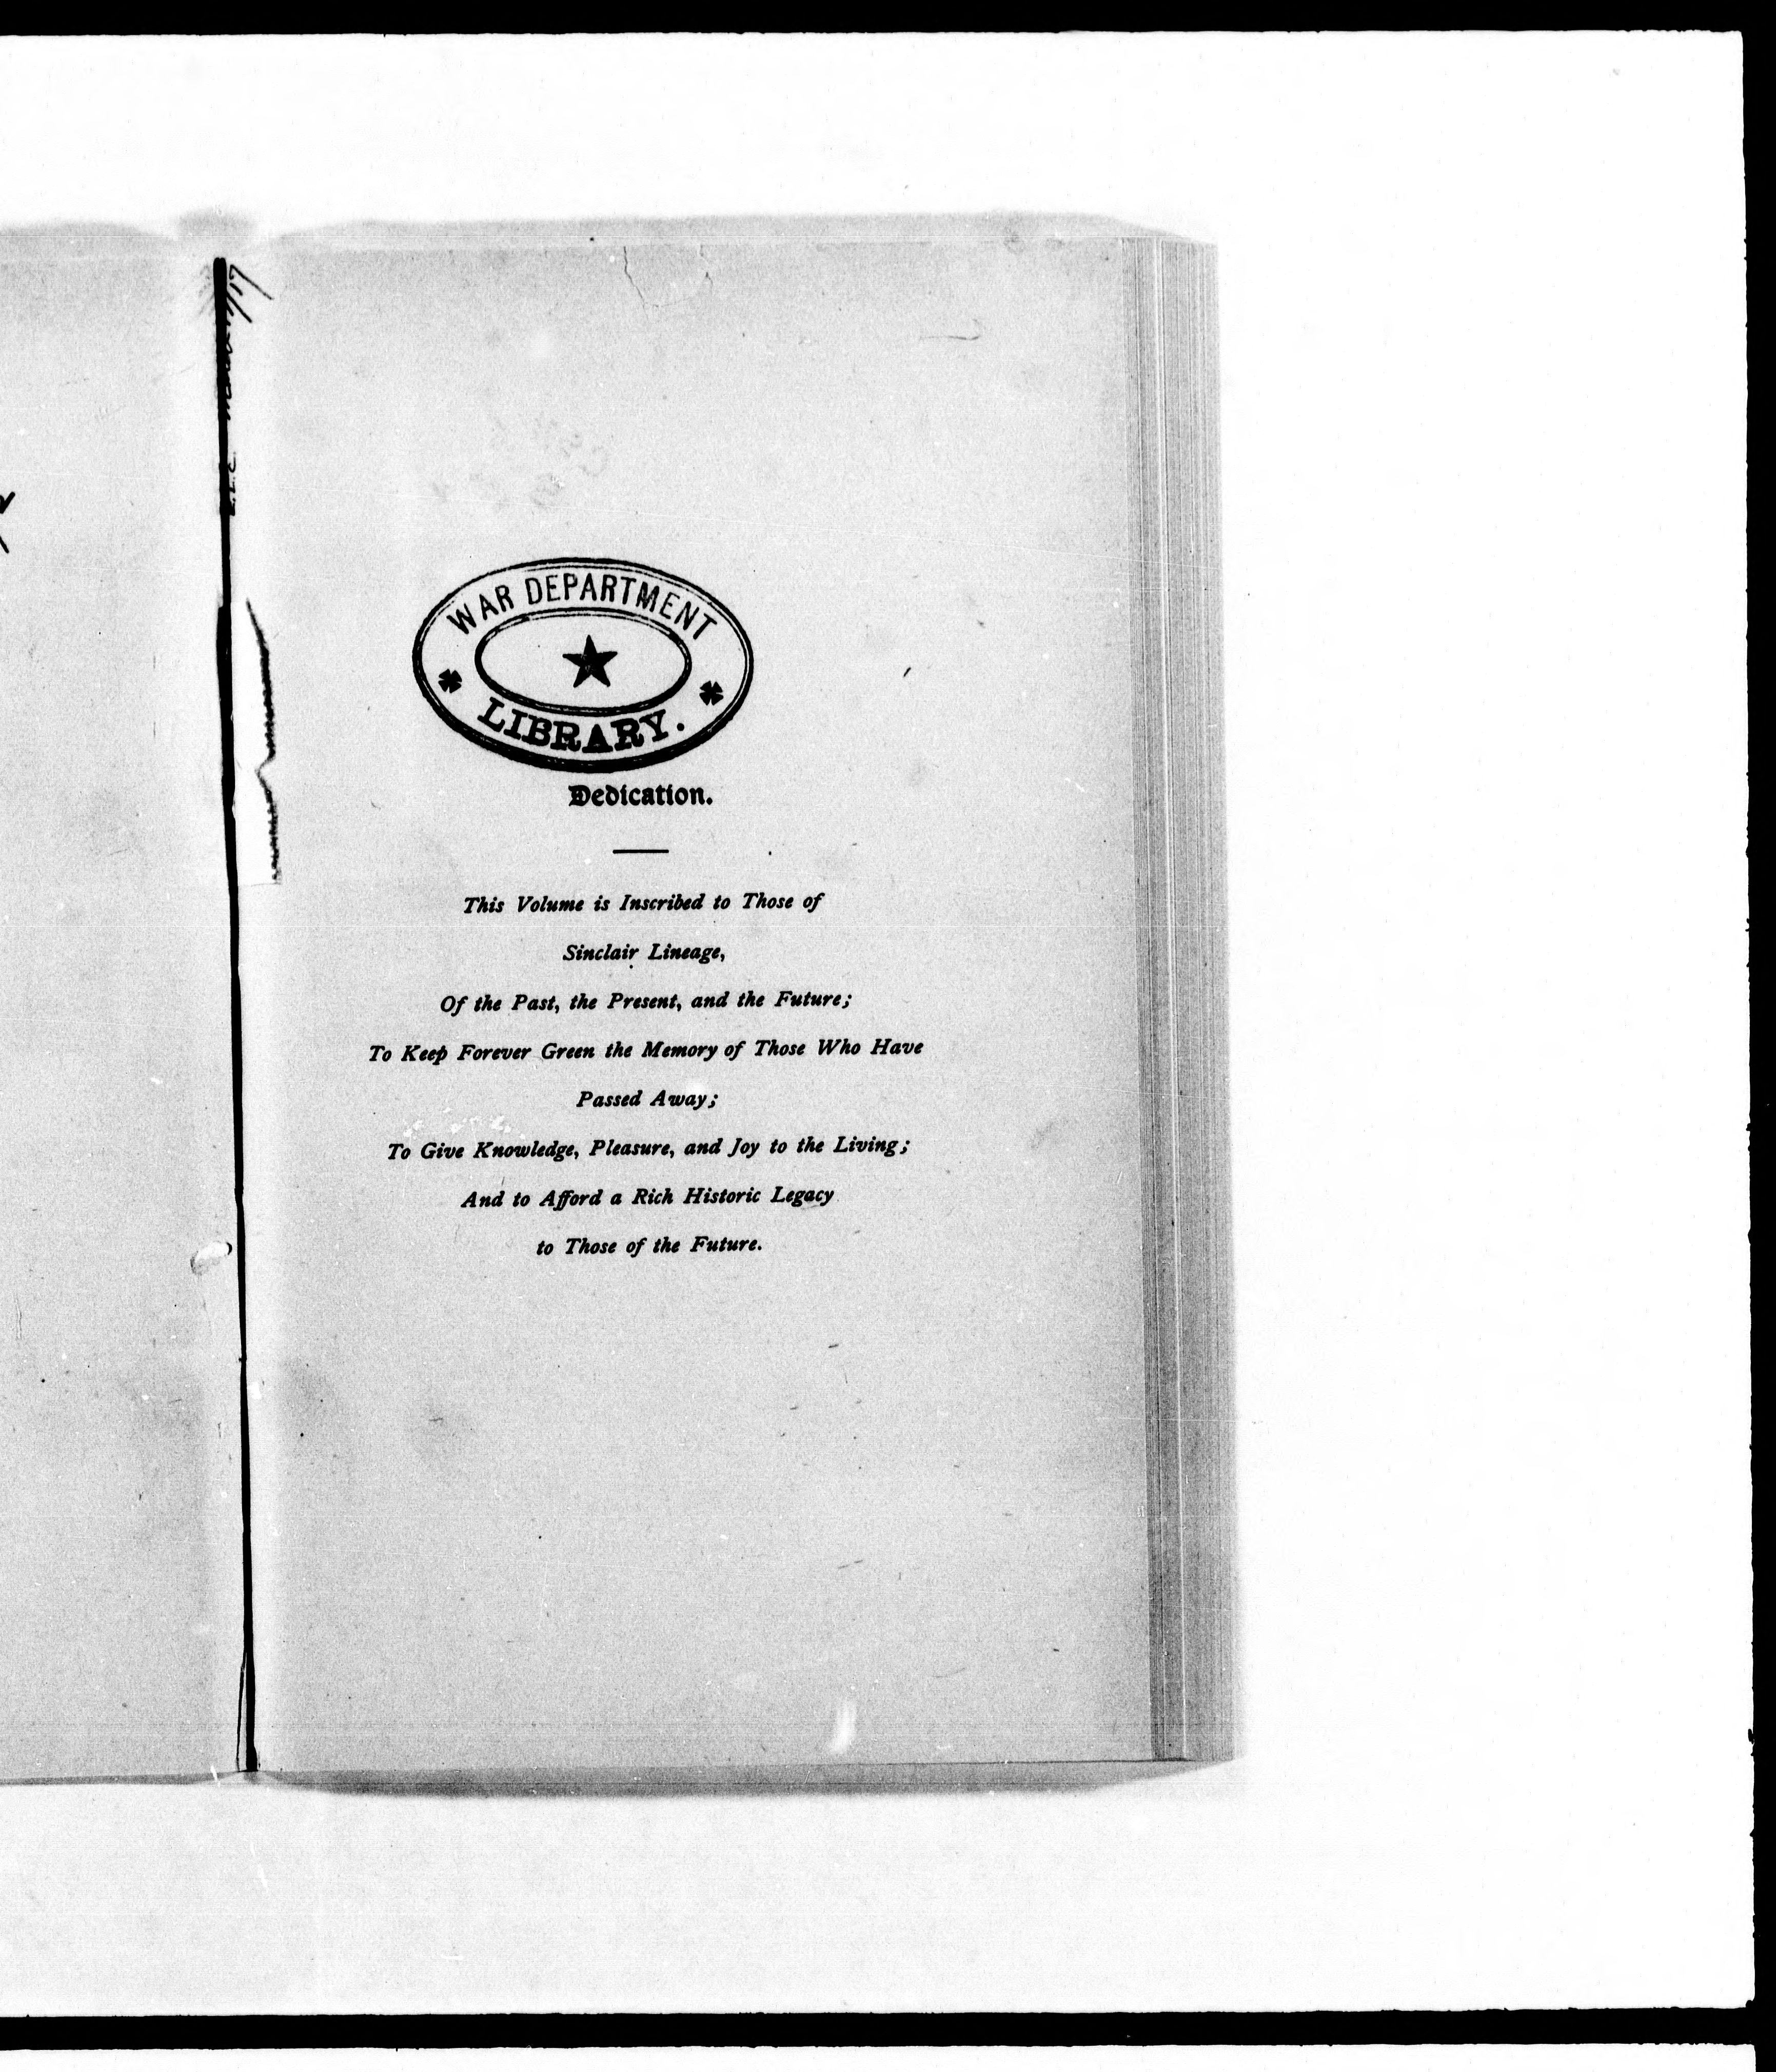 WAR DEPARTMENT
LIBRARY.
Dedication.
This Volume is Inscribed to Those of
Sinclair Lineage,
Of the Past, the Present, and the Future;
To Keep Forever Green the Memory of Those Who Have
Passed Away;
To Give Knowledge, Pleasure, and Joy to the Living;
And to Afford a Rich Historic Legacy
to Those of the Future.